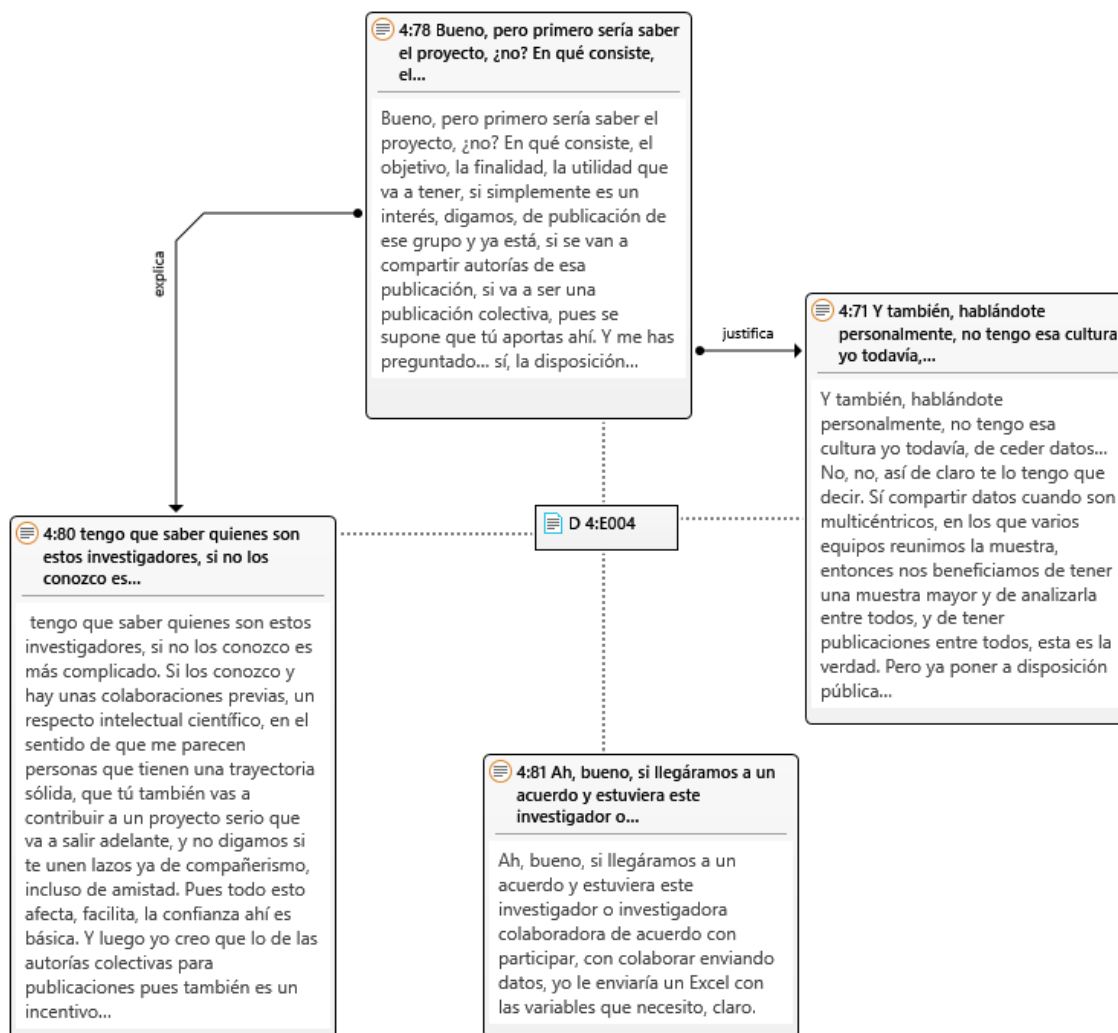 4:78 Bueno, pero primero sería saber
el proyecto, ¿no? En qué consiste,
el...
Bueno, pero primero sería saber el
proyecto, ¿no? En qué consiste, el
objetivo, la finalidad, la utilidad que
va a tener, si simplemente es un
interés, digamos, de publicación de
ese grupo y ya está, si se van a
compartir autorías de esa
publicación, si va a ser una
publicación colectiva, pues se
supone que tú aportas ahí. Y me has
preguntado... sí, la disposición...
explica
justifica
4:71 Y también, hablándote
personalmente, no tengo esa cultura
yo todavía,...
Y también, hablándote
personalmente, no tengo esa
cultura yo todavía, de ceder datos...
No, no, así de claro te lo tengo que
decir. Sí compartir datos cuando son
multicéntricos, en los que varios
equipos reunimos la muestra,
entonces nos beneficiamos de tener
una muestra mayor y de analizarla
entre todos, y de tener
publicaciones entre todos, esta es la
verdad. Pero ya poner a disposición
pública...
D 4:E004
4:80 tengo que saber quienes son
estos investigadores, si no los
conozco es...
tengo que saber quienes son estos
investigadores, si no los conozco es
más complicado. Si los conozco y
hay unas colaboraciones previas, un
respecto intelectual científico, en el
sentido de que me parecen
personas que tienen una trayectoria
sólida, que tú también vas a
contribuir a un proyecto serio que
va a salir adelante, y no digamos si
te unen lazos ya de compañerismo,
incluso de amistad. Pues todo esto
afecta, facilita, la confianza ahí es
básica. Y luego yo creo que lo de las
autorías colectivas para
publicaciones pues también es un
incentivo...
4:81 Ah, bueno, si llegáramos a un
acuerdo y estuviera este
investigador o...
Ah, bueno, si llegáramos a un
acuerdo y estuviera este
investigador o investigadora
colaboradora de acuerdo con
participar, con colaborar enviando
datos, yo le enviaría un Excel con
las variables que necesito, claro.